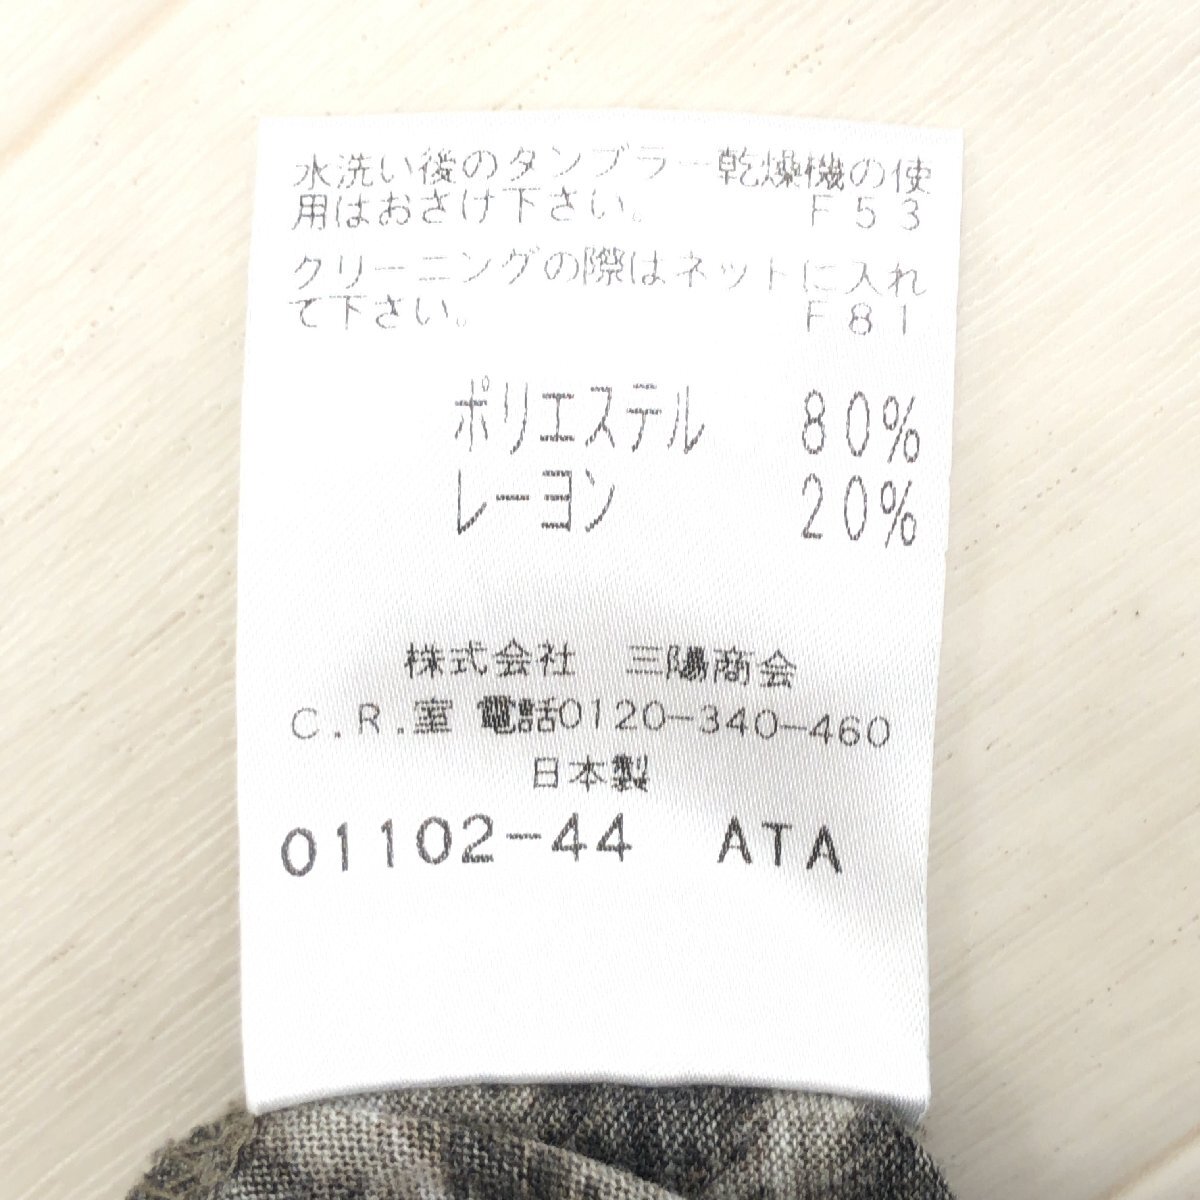 水洗い後のタンブラー乾燥機の使
用はおさけ下さい。 F53
クリーニングの際はネットに入れ
て下さい。 F81
ポリエステル 80%
レーヨン 20%
株式会社 三陽商会
C.R.室 電話0120-340-460
日本製
01102-44 ATA